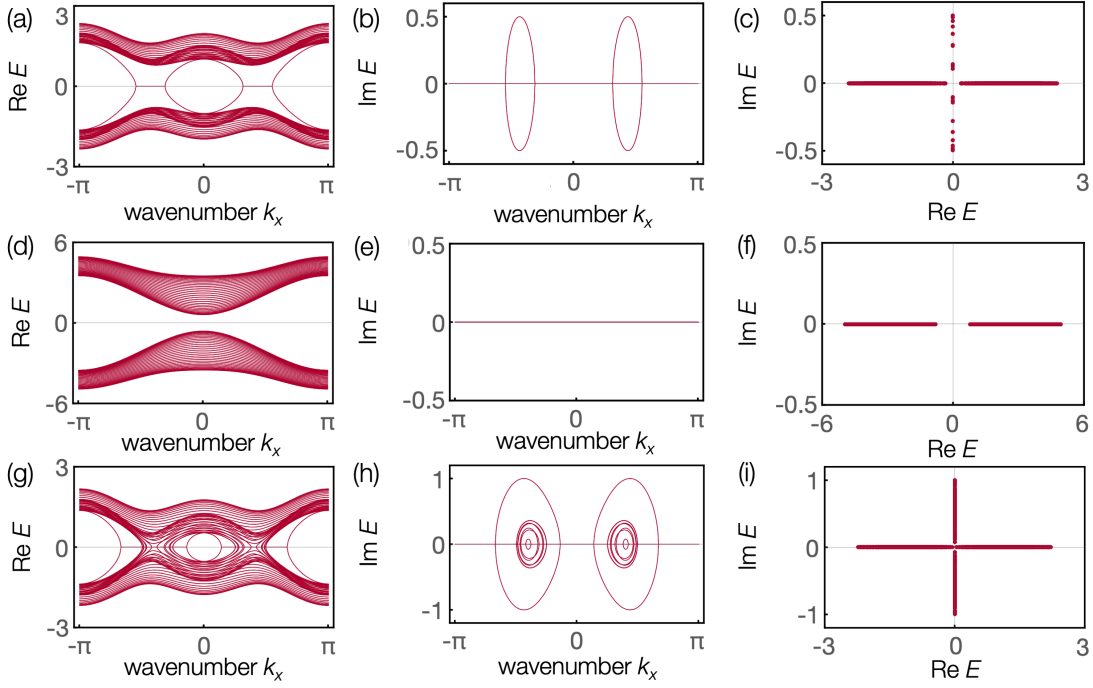 (a)
Re E
3
0
-3
-π
0
π
wavenumber kₓ
(b)
Im E
0.5
0
-0.5
-π
0
π
wavenumber kₓ
(c)
Im E
0.5
0
-0.5
-3
0
3
Re E
(d)
Re E
6
0
-6
-π
0
π
wavenumber kₓ
(e)
Im E
0.5
0
-0.5
-π
0
π
wavenumber kₓ
(f)
Im E
0.5
0
-0.5
-6
0
6
Re E
(g)
Re E
3
0
-3
-π
0
π
wavenumber kₓ
(h)
Im E
1
0
-1
-π
0
π
wavenumber kₓ
(i)
Im E
1
0
-1
-3
0
3
Re E